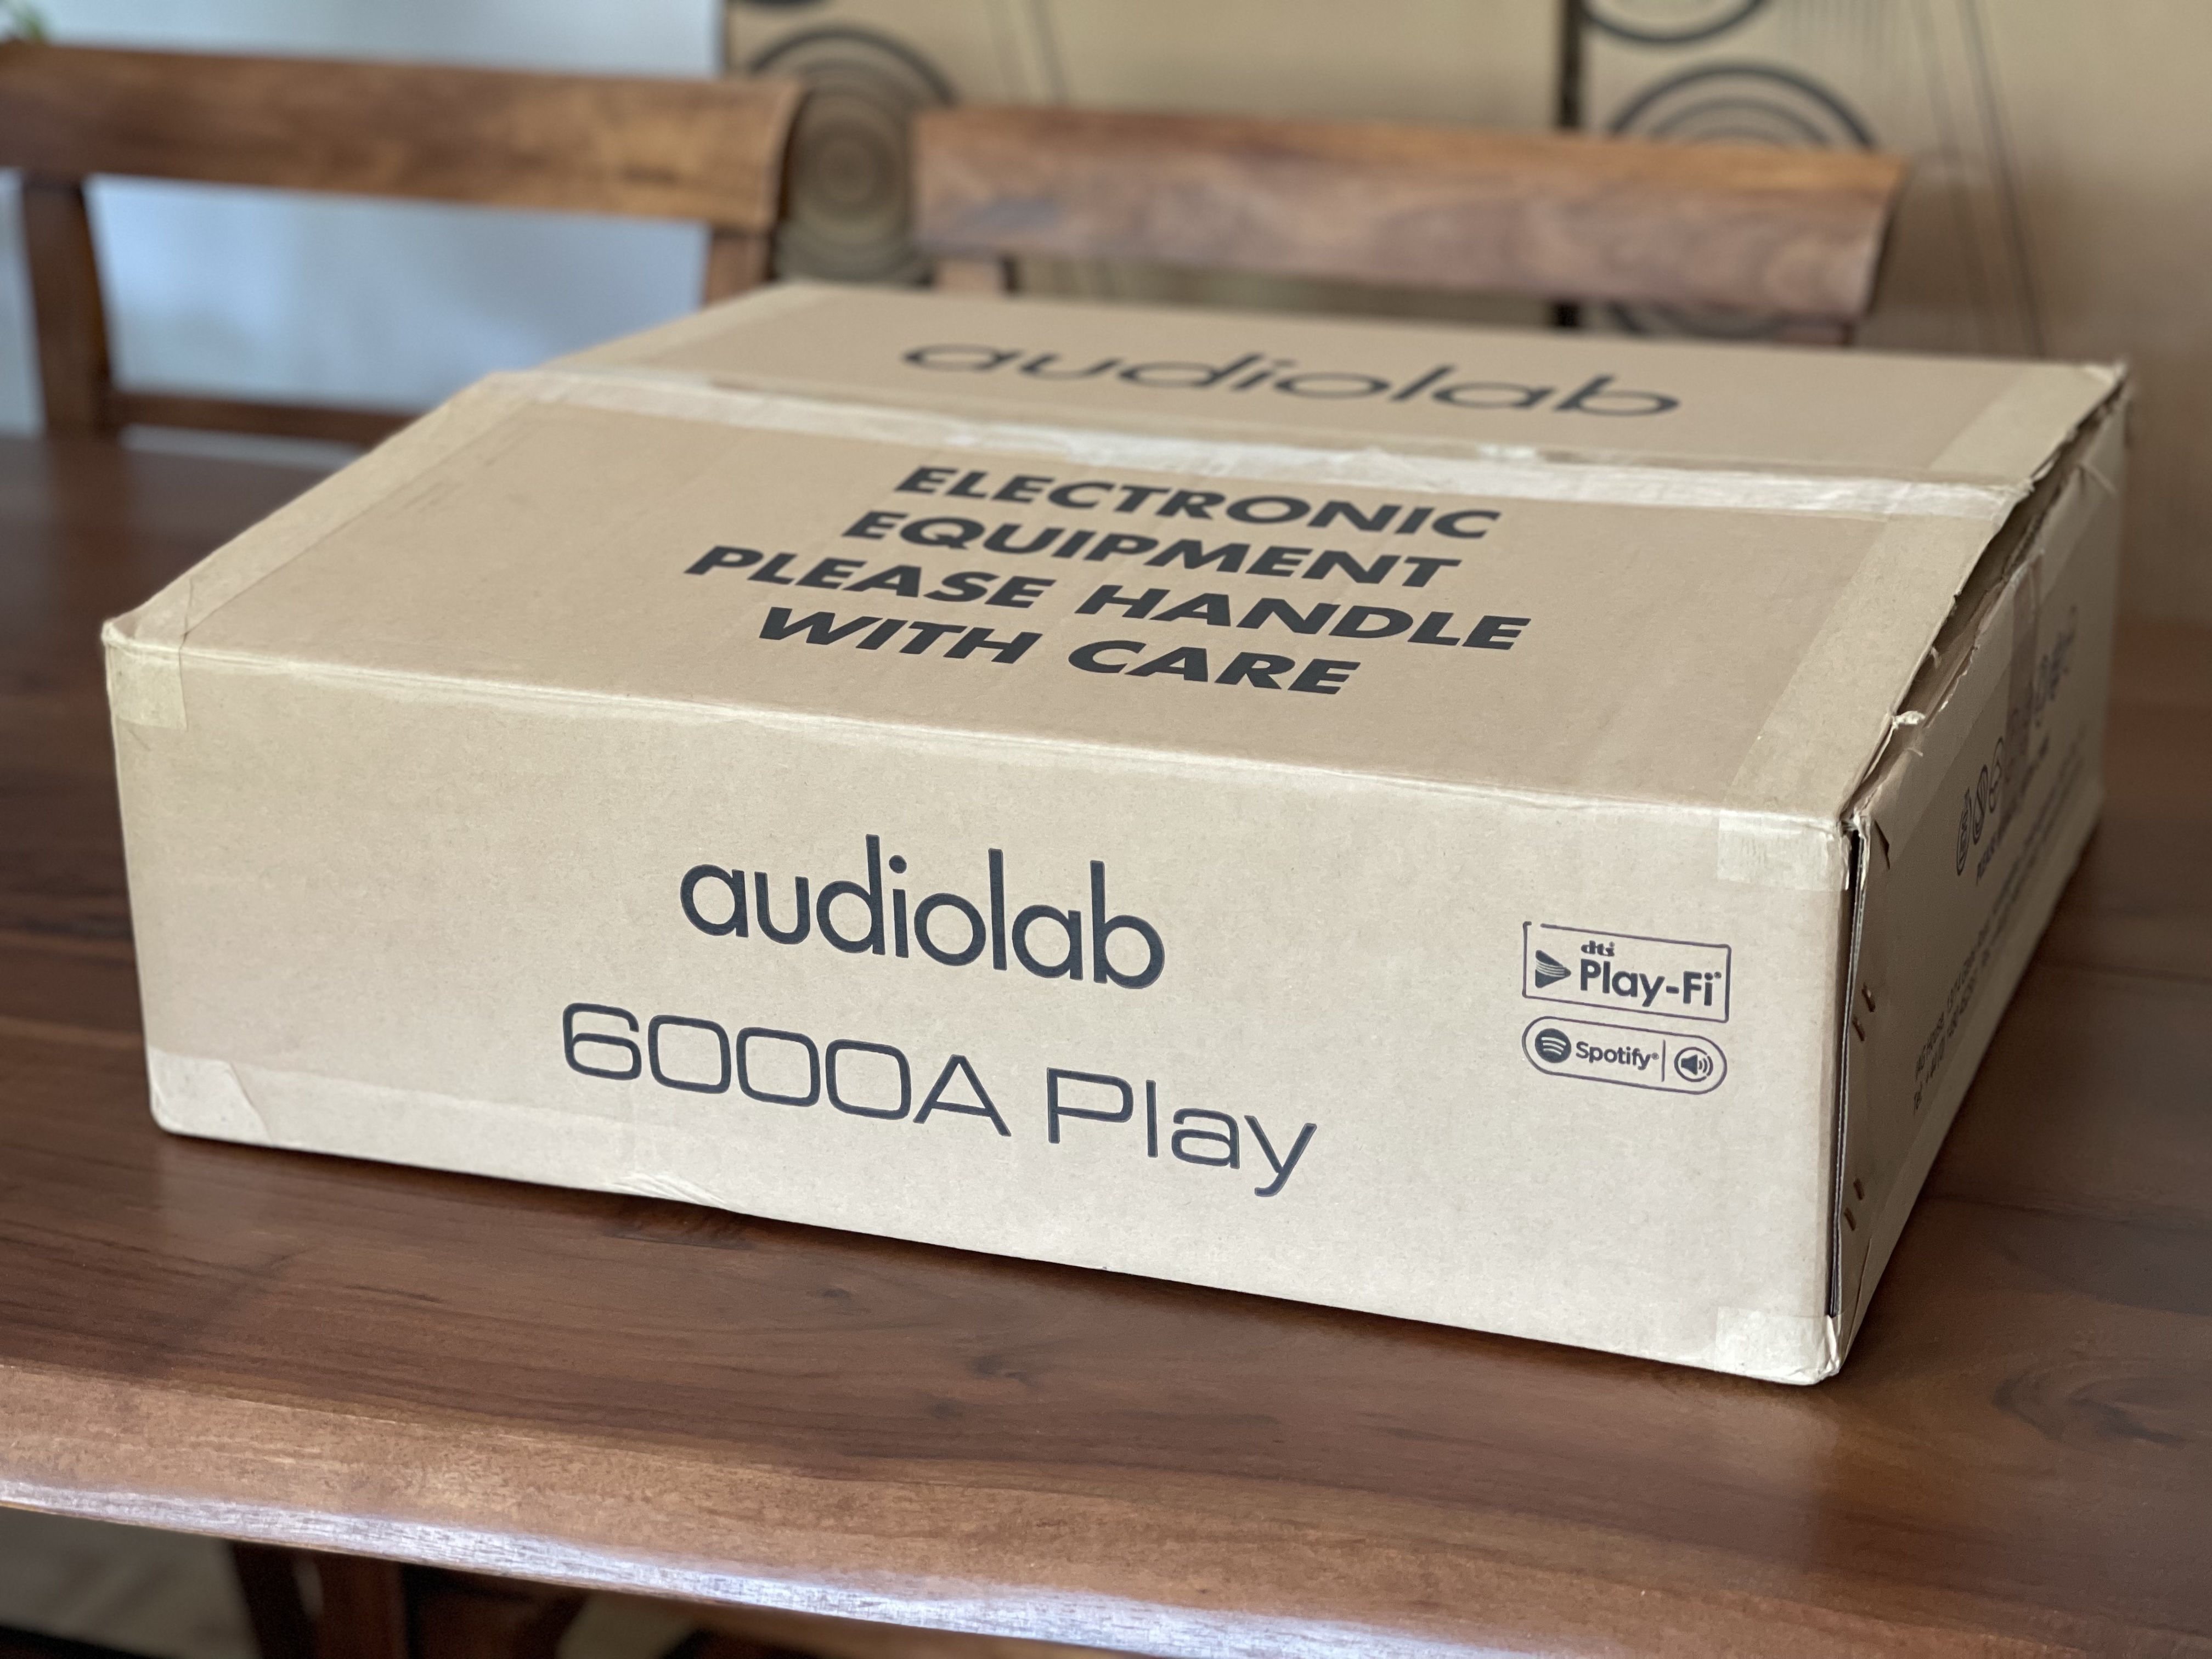 audiolab
ELECTRONIC
EQUIPMENT
PLEASE HANDLE
WITH CARE
audiolab
6000A Play
dts
Play-Fi
Spotify®